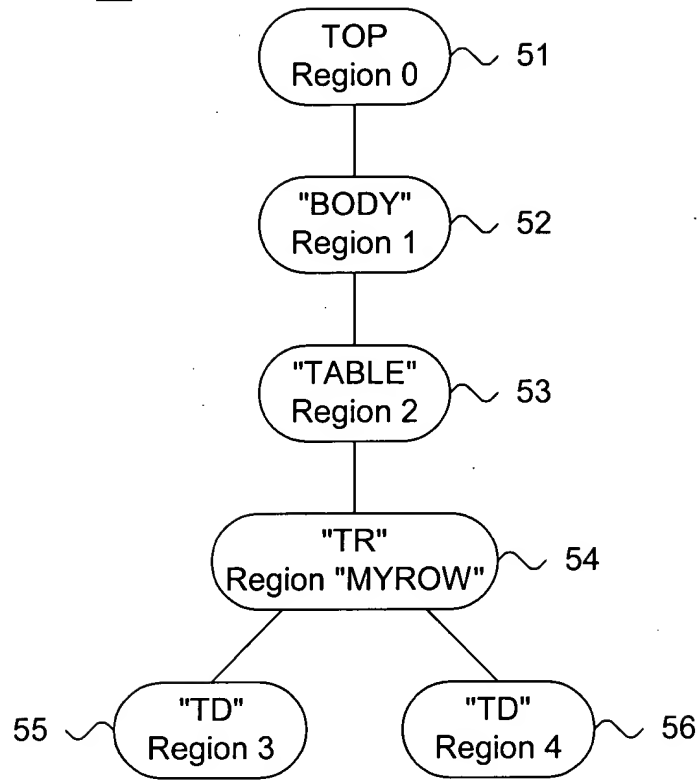 TOP
Region 0
51
"BODY"
Region 1
52
"TABLE"
Region 2
53
"TR"
Region "MYROW"
54
55
"TD"
Region 3
"TD"
Region 4
56